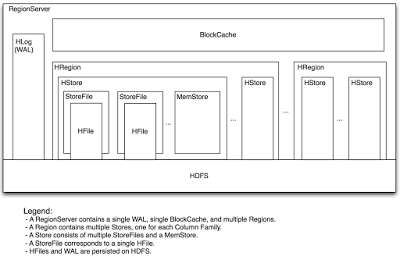 RegionServer
BlockCache
HLog
(WAL)
HRegion
HRegion
HStore
HStore
HStore
HStore
StoreFile
StoreFile
MemStore
...
...
...
HFile
HFile
HDFS
Legend:
- A RegionServer contains a single WAL, single BlockCache, and multiple Regions.
- A Region contains multiple Stores, one for each Column Family.
- A Store consists of multiple StoreFiles and a MemStore.
- A StoreFile corresponds to a single HFile.
- HFiles and WAL are persisted on HDFS.